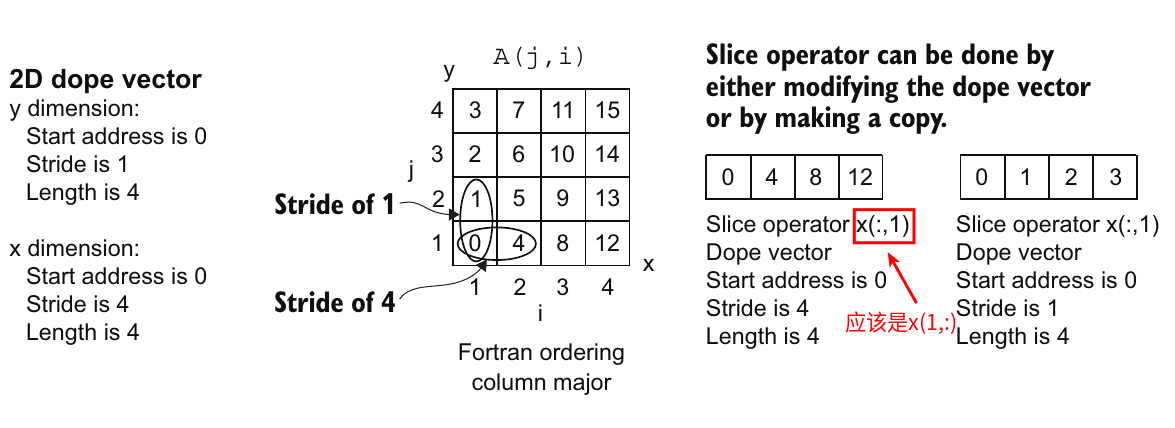 2D dope vector
y dimension:
Start address is 0
Stride is 1
Length is 4
x dimension:
Start address is 0
Stride is 4
Length is 4
A(j,i)
y
4 3 7 11 15
3 2 6 10 14
j
2 1 5 9 13
1 0 4 8 12
x
1 2 3 4
i
Stride of 1
Stride of 4
Fortran ordering
column major
Slice operator can be done by
either modifying the dope vector
or by making a copy.
0 4 8 12
Slice operator x(:,1)
Dope vector
Start address is 0
Stride is 4
Length is 4
应该是x(1,:)
0 1 2 3
Slice operator x(:,1)
Dope vector
Start address is 0
Stride is 1
Length is 4